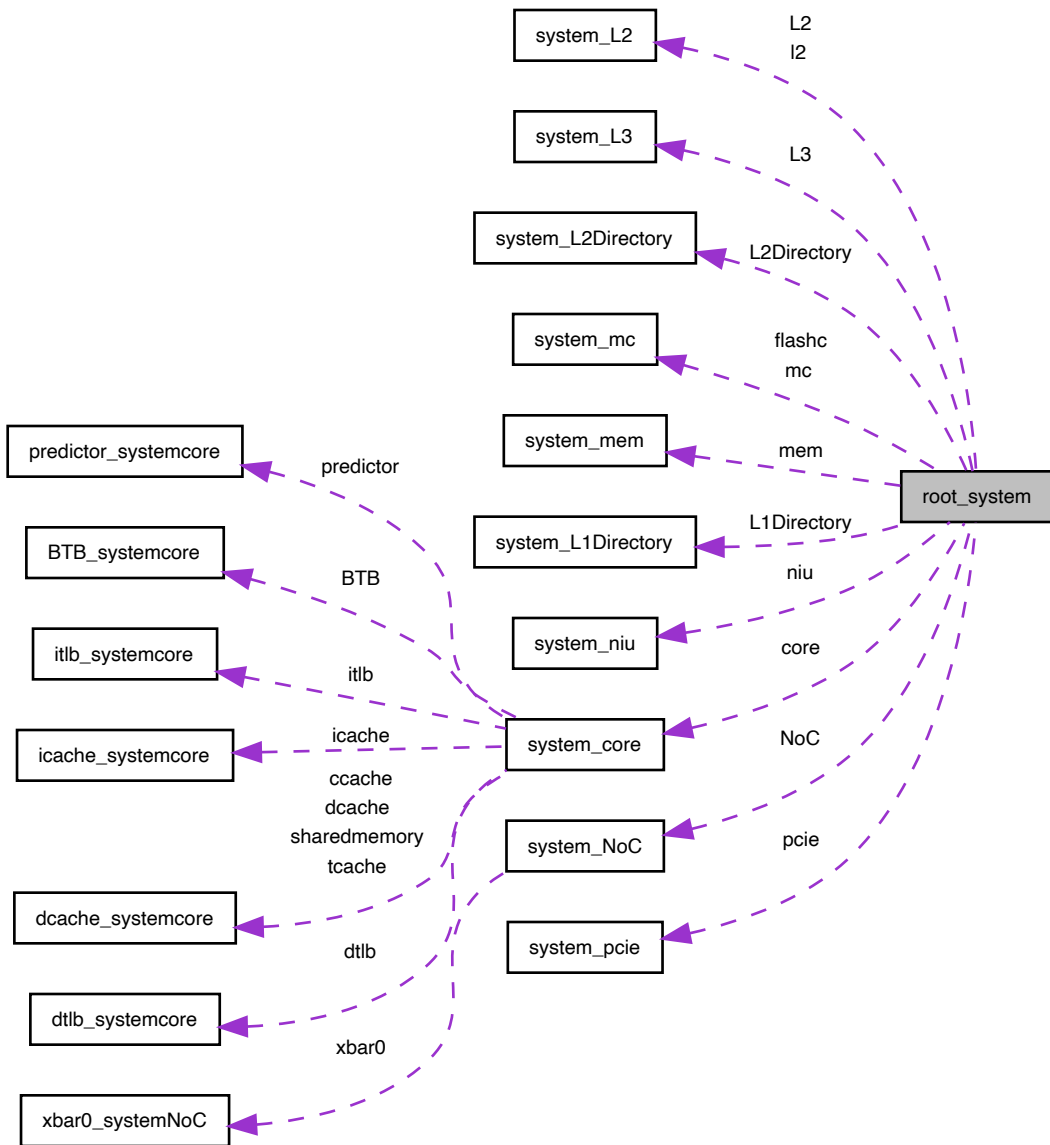 system_L2
L2
l2
system_L3
L3
system_L2Directory
L2Directory
system_mc
flashc
mc
system_mem
mem
root_system
system_L1Directory
L1Directory
system_niu
niu
predictor_systemcore
predictor
BTB_systemcore
BTB
itlb_systemcore
itlb
icache_systemcore
icache
system_core
core
ccache
dcache
sharedmemory
tcache
dcache_systemcore
system_NoC
NoC
dtlb_systemcore
dtlb
system_pcie
pcie
xbar0_systemNoC
xbar0